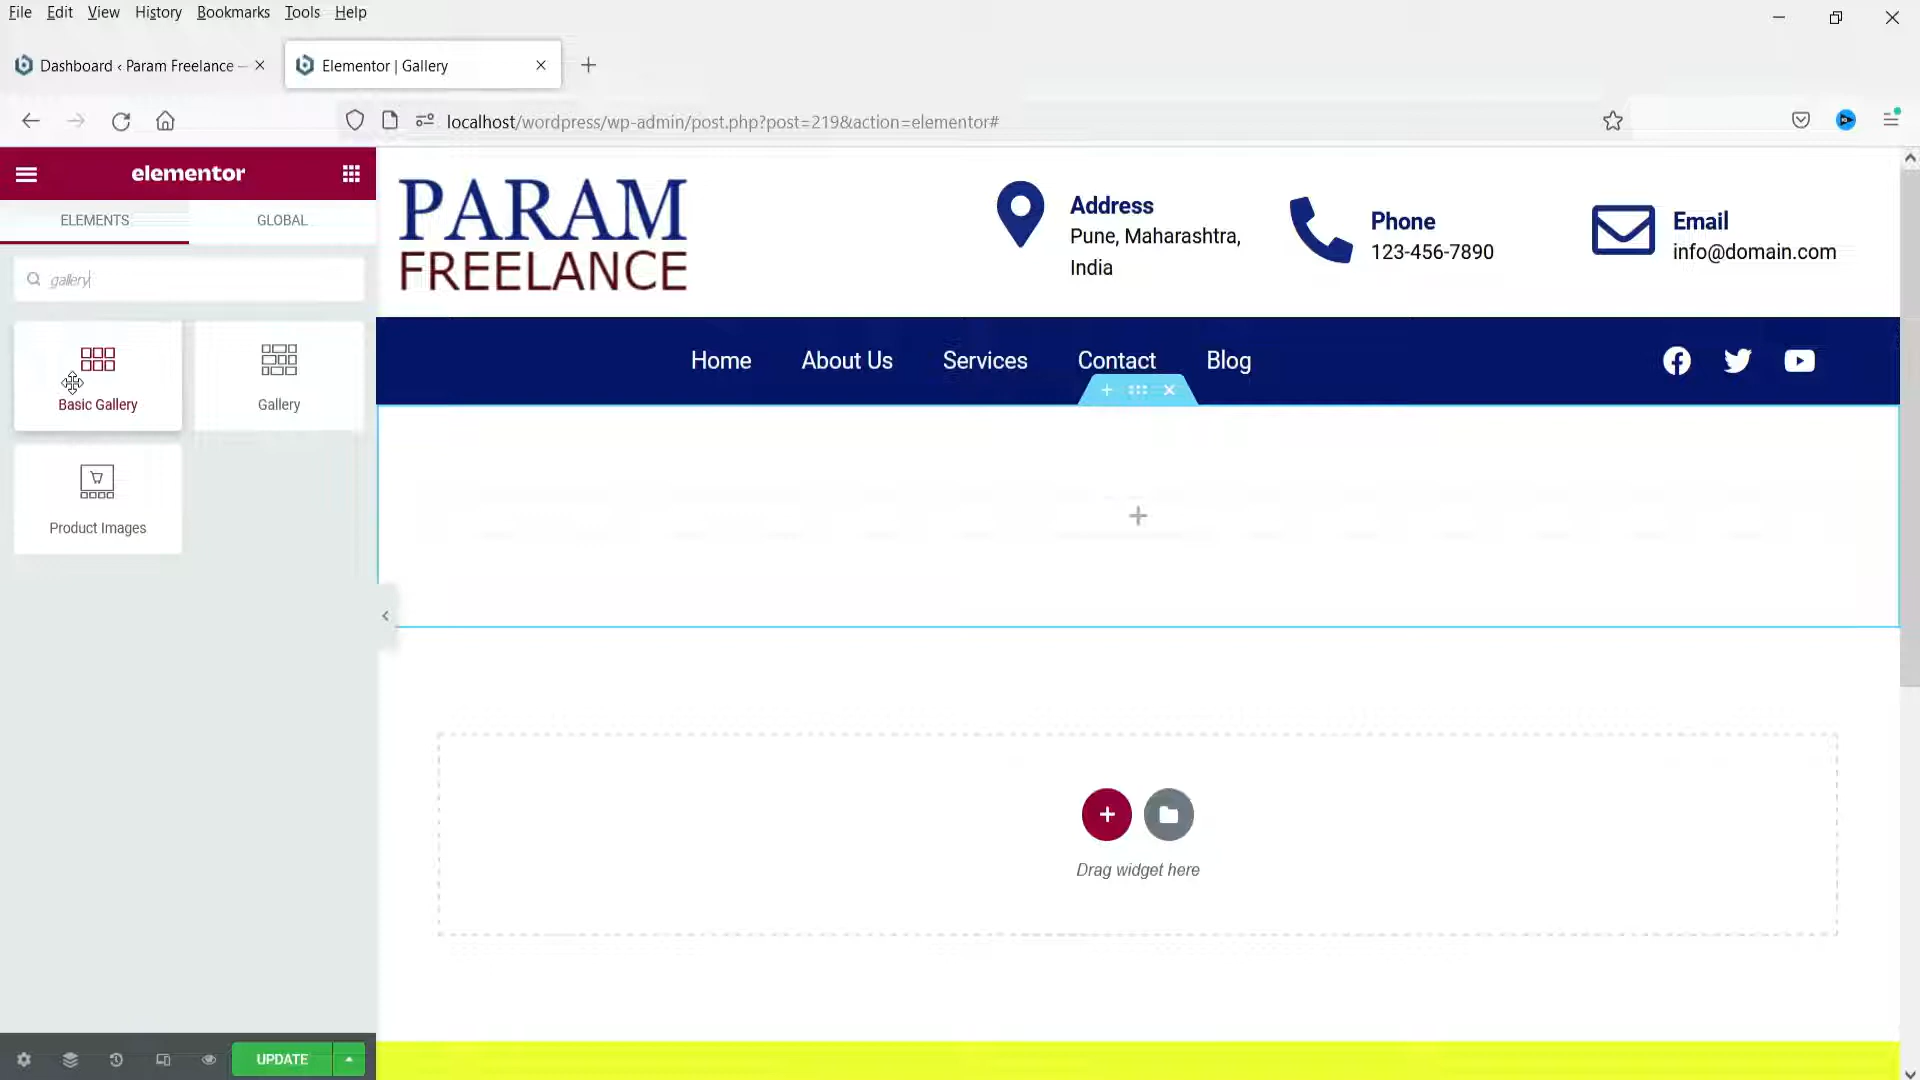 File Edit View History Bookmarks Tools Help
Dashboard ‹ Param Freelance —
Elementor | Gallery
localhost/wordpress/wp-admin/post.php?post=219&action=elementor#
elementor
ELEMENTS GLOBAL
gallery
Basic Gallery
Gallery
Product Images
UPDATE
PARAM
FREELANCE
Address
Pune, Maharashtra,
India
Phone
123-456-7890
Email
info@domain.com
Home About Us Services Contact Blog
Drag widget here